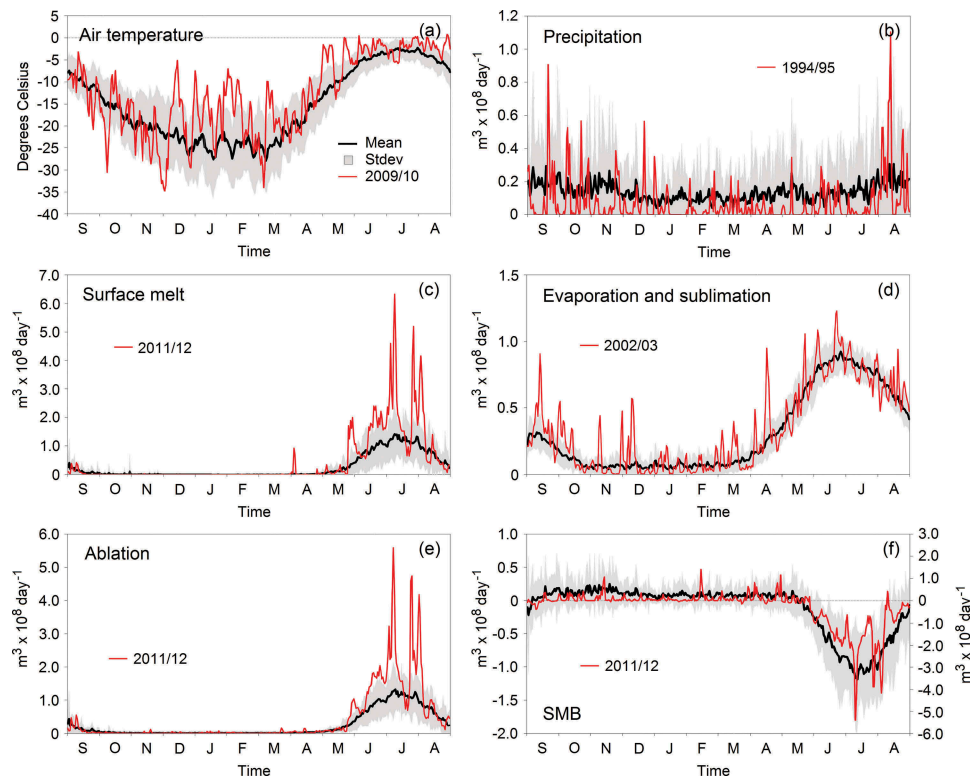 Air temperature
(a)
Degrees Celsius
5
0
-5
-10
-15
-20
-25
-30
-35
-40
Mean
Stdev
2009/10
S O N D J F M A M J J A
Time
Precipitation
(b)
m³ x 10⁸ day⁻¹
1.2
1.0
0.8
0.6
0.4
0.2
0
1994/95
S O N D J F M A M J J A
Time
Surface melt
(c)
m³ x 10⁸ day⁻¹
7.0
6.0
5.0
4.0
3.0
2.0
1.0
0
2011/12
S O N D J F M A M J J A
Time
Evaporation and sublimation
(d)
m³ x 10⁸ day⁻¹
1.5
1.0
0.5
0
2002/03
S O N D J F M A M J J A
Time
Ablation
(e)
m³ x 10⁸ day⁻¹
6.0
5.0
4.0
3.0
2.0
1.0
0
2011/12
S O N D J F M A M J J A
Time
(f)
m³ x 10⁸ day⁻¹
1.0
0.5
0
-0.5
-1.0
-1.5
-2.0
2011/12
SMB
3.0
2.0
1.0
0
-1.0
-2.0
-3.0
-4.0
-5.0
-6.0
m³ x 10⁸ day⁻¹
S O N D J F M A M J J A
Time